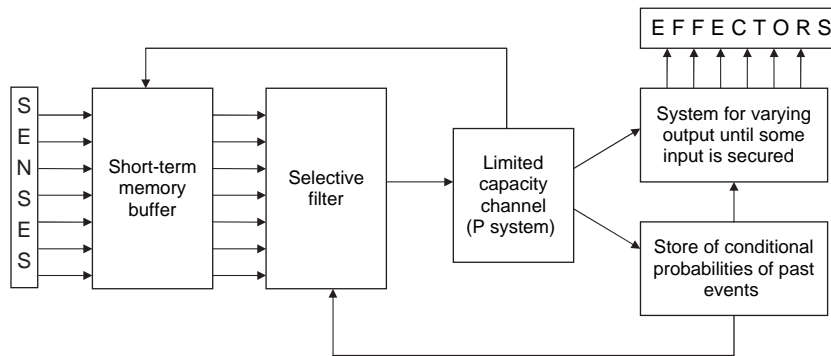 E F F E C T O R S
S
E
N
S
E
S
Short-term
memory
buffer
Selective
filter
Limited
capacity
channel
(P system)
System for varying
output until some
input is secured
Store of conditional
probabilities of past
events